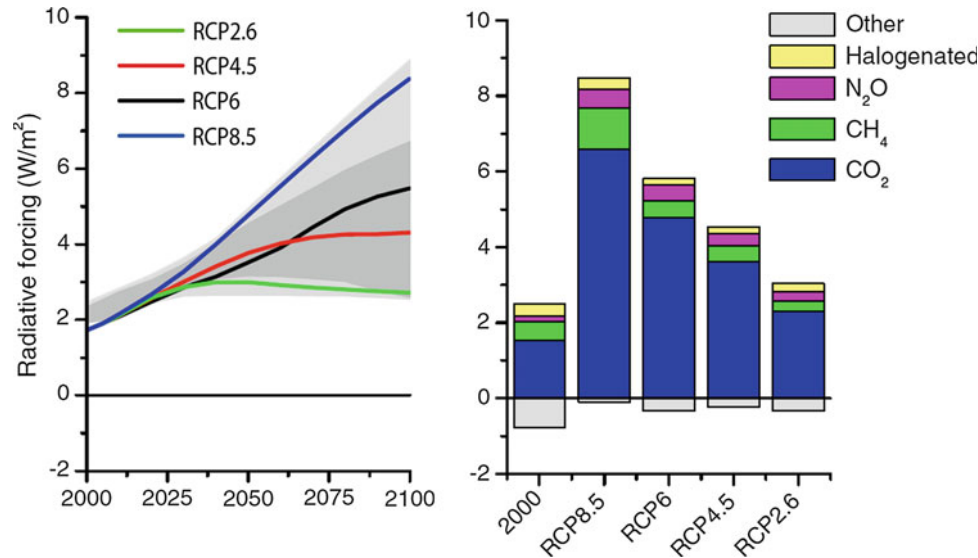 10
8
6
4
2
0
-2
Radiative forcing (W/m²)
RCP2.6
RCP4.5
RCP6
RCP8.5
2000 2025 2050 2075 2100
10
8
6
4
2
0
-2
Other
Halogenated
N₂O
CH₄
CO₂
2000
RCP8.5
RCP6
RCP4.5
RCP2.6